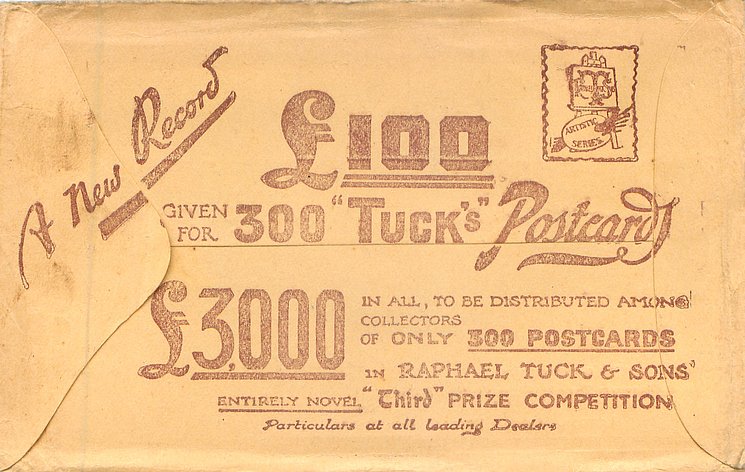 A New Record
£100
GIVEN FOR 300 "TUCK'S" Postcards
ARTISTIC SERIES
£3,000 IN ALL, TO BE DISTRIBUTED AMONG
COLLECTORS
OF ONLY 300 POSTCARDS
IN RAPHAEL TUCK & SONS'
ENTIRELY NOVEL "Third" PRIZE COMPETITION
Particulars at all leading Dealers